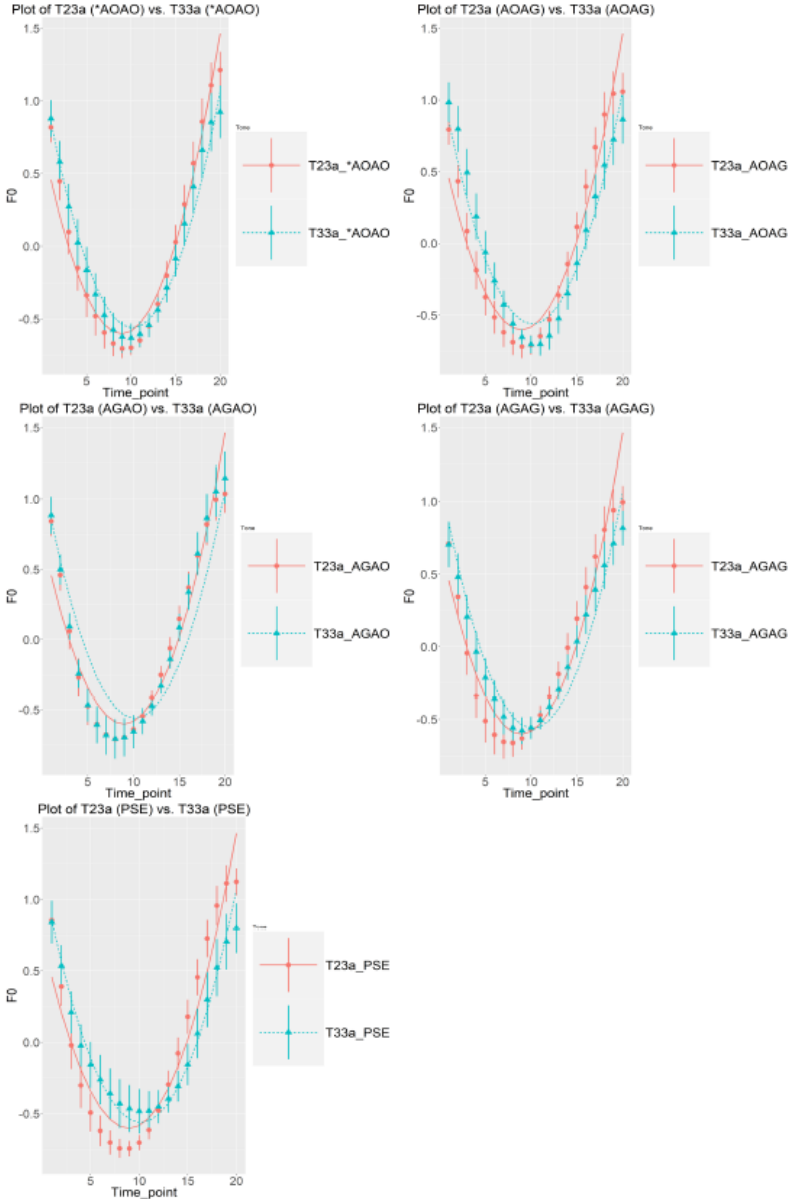 Plot of T23a (*AOAO) vs. T33a (*AOAO)
1.5
1.0
0.5
0.0
-0.5
F0
5 10 15 20
Time_point
Tone
T23a_*AOAO
T33a_*AOAO
Plot of T23a (AOAG) vs. T33a (AOAG)
1.5
1.0
0.5
0.0
-0.5
F0
5 10 15 20
Time_point
Tone
T23a_AOAG
T33a_AOAG
Plot of T23a (AGAO) vs. T33a (AGAO)
1.5
1.0
0.5
0.0
-0.5
F0
5 10 15 20
Time_point
Tone
T23a_AGAO
T33a_AGAO
Plot of T23a (AGAG) vs. T33a (AGAG)
1.5
1.0
0.5
0.0
-0.5
F0
5 10 15 20
Time_point
Tone
T23a_AGAG
T33a_AGAG
Plot of T23a (PSE) vs. T33a (PSE)
1.5
1.0
0.5
0.0
-0.5
F0
5 10 15 20
Time_point
T23a_PSE
T33a_PSE